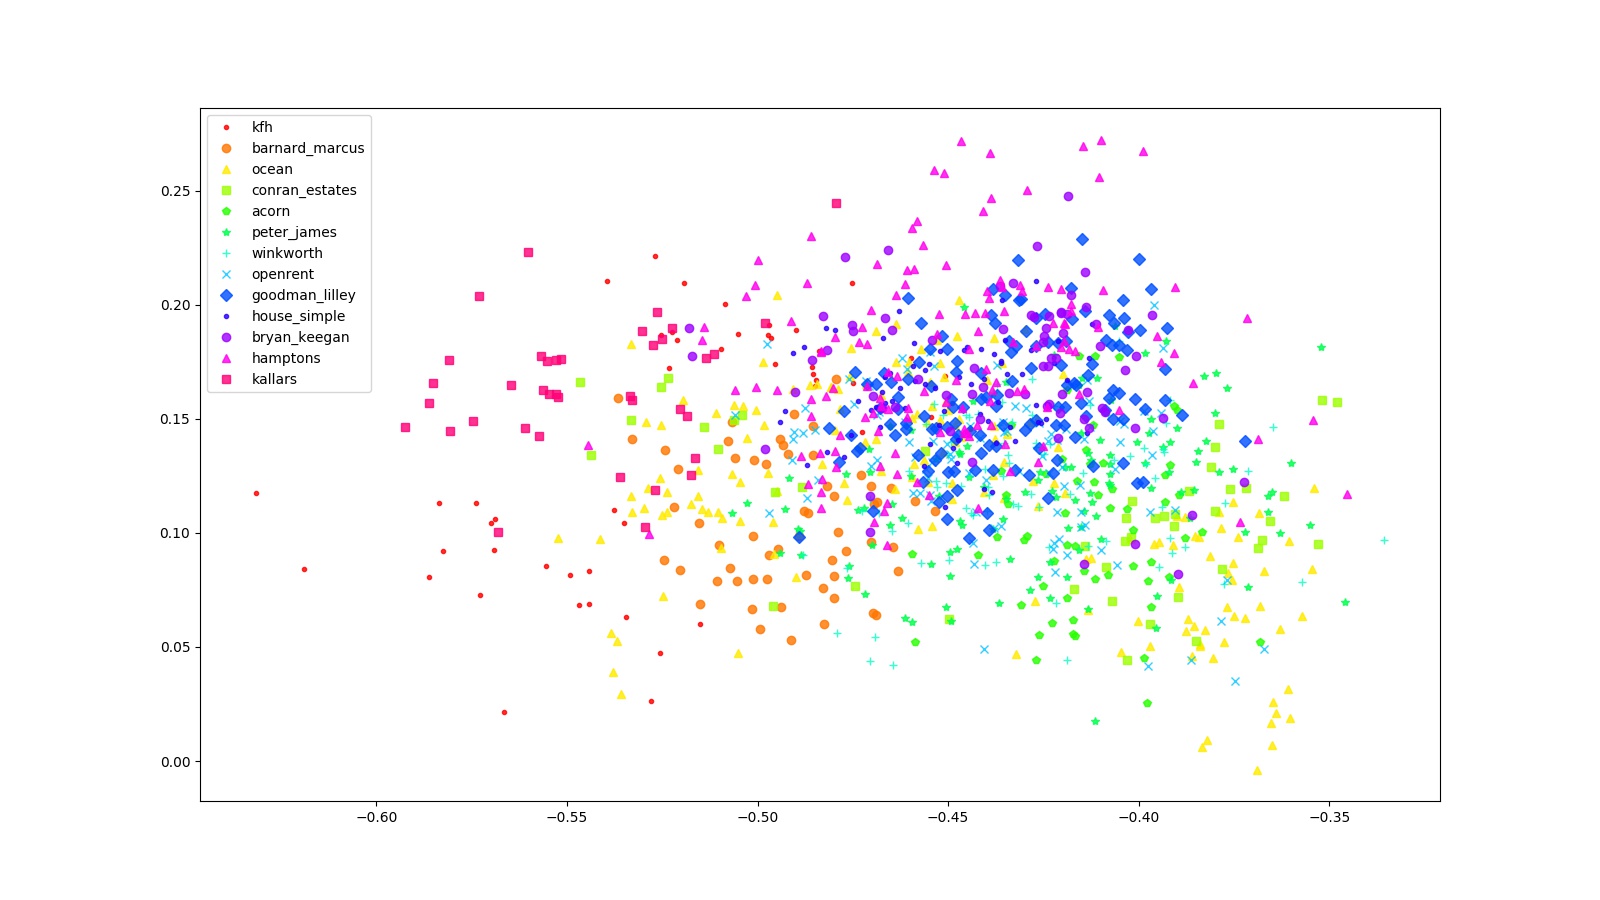 kfh
barnard_marcus
ocean
conran_estates
acorn
peter_james
winkworth
openrent
goodman_lilley
house_simple
bryan_keegan
hamptons
kallars
0.25
0.20
0.15
0.10
0.05
0.00
−0.60 −0.55 −0.50 −0.45 −0.40 −0.35